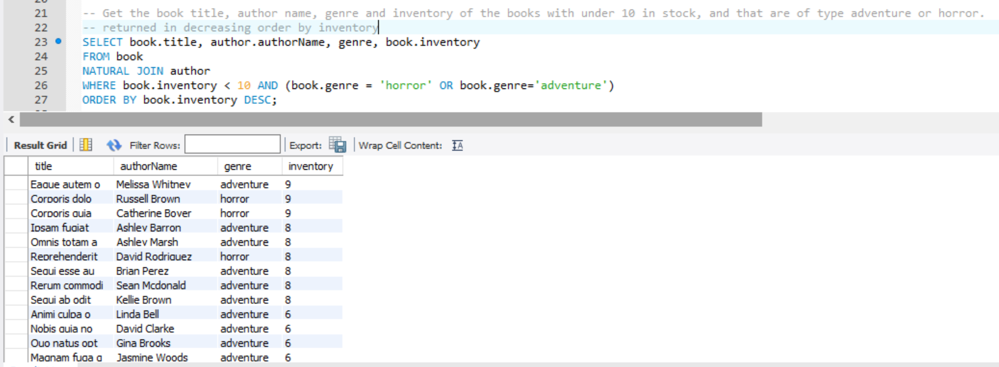 21 -- Get the book title, author name, genre and inventory of the books with under 10 in stock, and that are of type adventure or horror.
22 -- returned in decreasing order by inventory
23 SELECT book.title, author.authorName, genre, book.inventory
24 FROM book
25 NATURAL JOIN author
26 WHERE book.inventory < 10 AND (book.genre = 'horror' OR book.genre='adventure')
27 ORDER BY book.inventory DESC;
Result Grid Filter Rows: Export: Wrap Cell Content:
title authorName genre inventory
Eaque autem o Melissa Whitney adventure 9
Corporis dolo Russell Brown horror 9
Corporis quia Catherine Boyer horror 9
Ipsam fugiat Ashley Barron adventure 8
Omnis totam a Ashley Marsh adventure 8
Reprehenderit David Rodriguez horror 8
Sequi esse au Brian Perez adventure 8
Rerum commodi Sean Mcdonald adventure 8
Sequi ab odit Kellie Brown adventure 8
Animi culpa o Linda Bell adventure 6
Nobis quia no David Clarke adventure 6
Quo natus opt Gina Brooks adventure 6
Magnam fuga q Jasmine Woods adventure 6